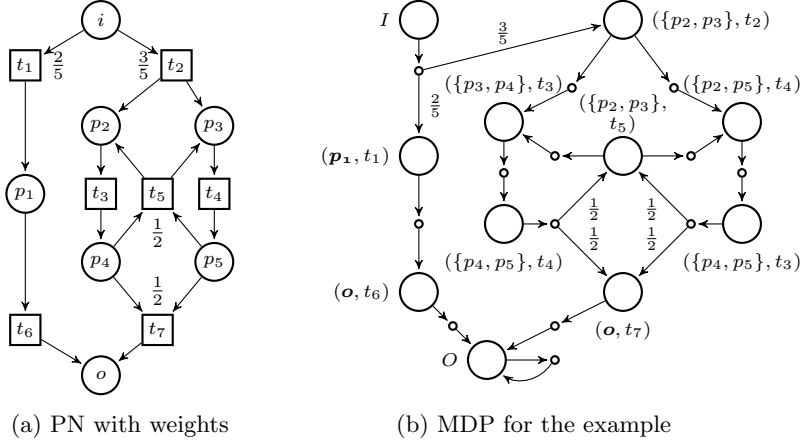 i
t₁
2/5
3/5
t₂
p₂
p₃
p₁
t₃
t₅
t₄
1/2
p₄
p₅
1/2
t₆
t₇
o
(a) PN with weights
I
3/5
({p₂, p₃}, t₂)
2/5
({p₃, p₄}, t₃)
({p₂, p₃},
t₅)
({p₂, p₅}, t₄)
(p₁, t₁)
1/2
1/2
1/2
1/2
({p₄, p₅}, t₄)
({p₄, p₅}, t₃)
(o, t₆)
(o, t₇)
O
(b) MDP for the example